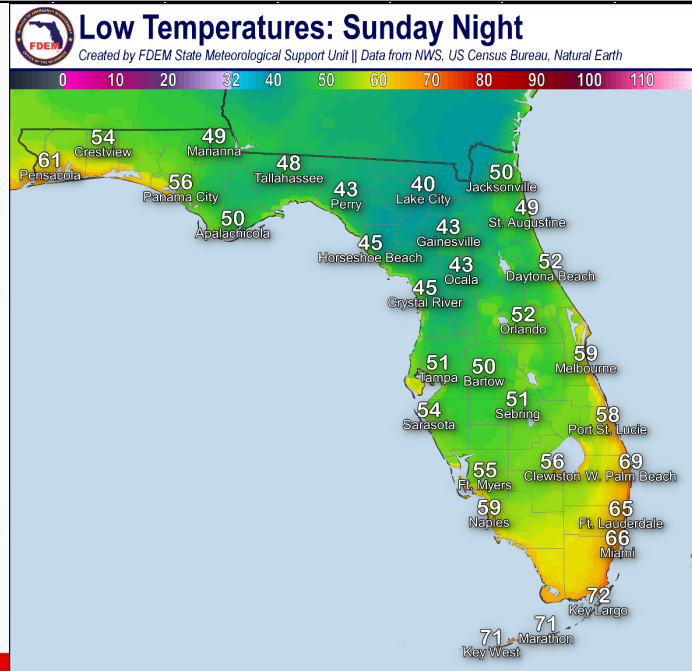 Low Temperatures: Sunday Night
FDEM
Created by FDEM State Meteorological Support Unit || Data from NWS, US Census Bureau, Natural Earth
0 10 20 32 40 50 60 70 80 90 100 110
54
Crestview
49
Marianna
61
Pensacola
48
Tallahassee
56
Panama City
43
Perry
40
Lake City
50
Jacksonville
50
Apalachicola
49
St. Augustine
45
Horseshoe Beach
43
Gainesville
43
Ocala
52
Daytona Beach
45
Crystal River
52
Orlando
59
Melbourne
51
Tampa
50
Bartow
54
Sarasota
51
Sebring
58
Port St. Lucie
55
Ft. Myers
56
Clewiston
69
W. Palm Beach
59
Naples
65
Ft. Lauderdale
66
Miami
72
Key Largo
71
Marathon
71
Key West